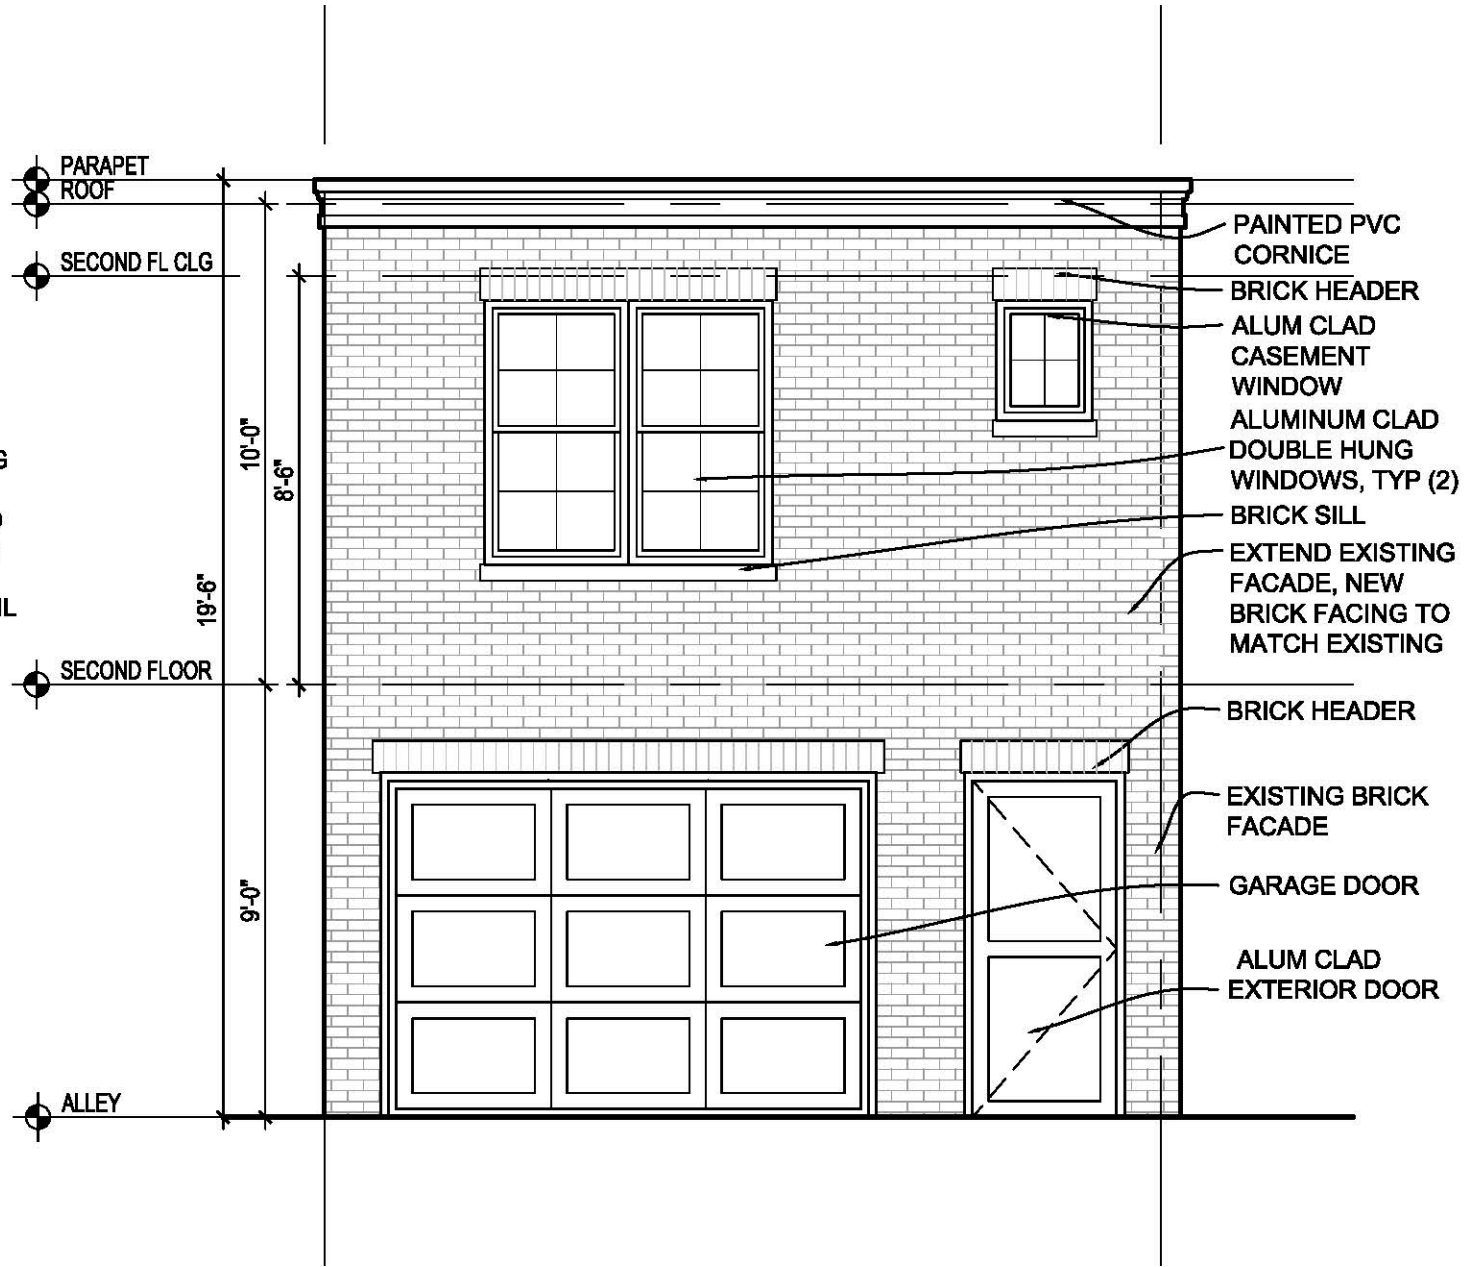 PARAPET
ROOF
SECOND FL CLG
10'-0"
8'-6"
19'-6"
SECOND FLOOR
9'-0"
ALLEY
PAINTED PVC
CORNICE
BRICK HEADER
ALUM CLAD
CASEMENT
WINDOW
ALUMINUM CLAD
DOUBLE HUNG
WINDOWS, TYP (2)
BRICK SILL
EXTEND EXISTING
FACADE, NEW
BRICK FACING TO
MATCH EXISTING
BRICK HEADER
EXISTING BRICK
FACADE
GARAGE DOOR
ALUM CLAD
EXTERIOR DOOR